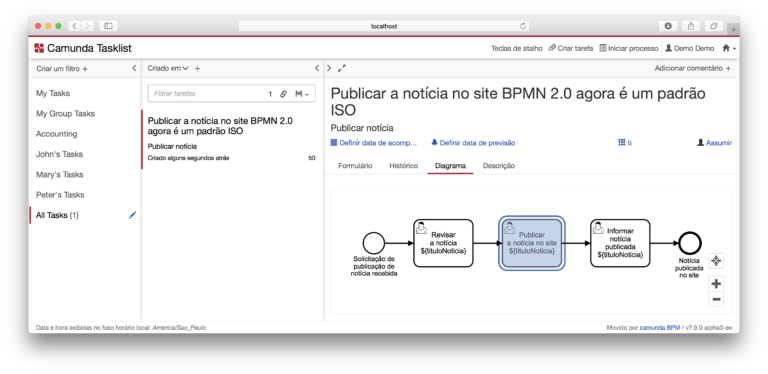 localhost
Camunda Tasklist
Teclas de atalho Criar tarefa Iniciar processo Demo Demo
Criar um filtro +
Criado em +
Adicionar comentário +
My Tasks
My Group Tasks
Accounting
John's Tasks
Mary's Tasks
Peter's Tasks
All Tasks (1)
Filtrar tarefas 1
Publicar a notícia no site BPMN 2.0
agora é um padrão ISO
Publicar notícia
Criado alguns segundos atrás 50
Publicar a notícia no site BPMN 2.0 agora é um padrão
ISO
Publicar notícia
Definir data de acomp... Definir data de previsão ti Assumir
Formulário Histórico Diagrama Descrição
Solicitação de
publicação de
notícia recebida
Revisar
a notícia
${tituloNoticia}
Publicar
a notícia no site
${tituloNoticia}
Informar
notícia
publicada
${tituloNoticia}
Notícia
publicada
no site
Data e hora exibidas no fuso horário local: America/Sao_Paulo
Movido por camunda BPM / v7.9.0-alpha3-ee